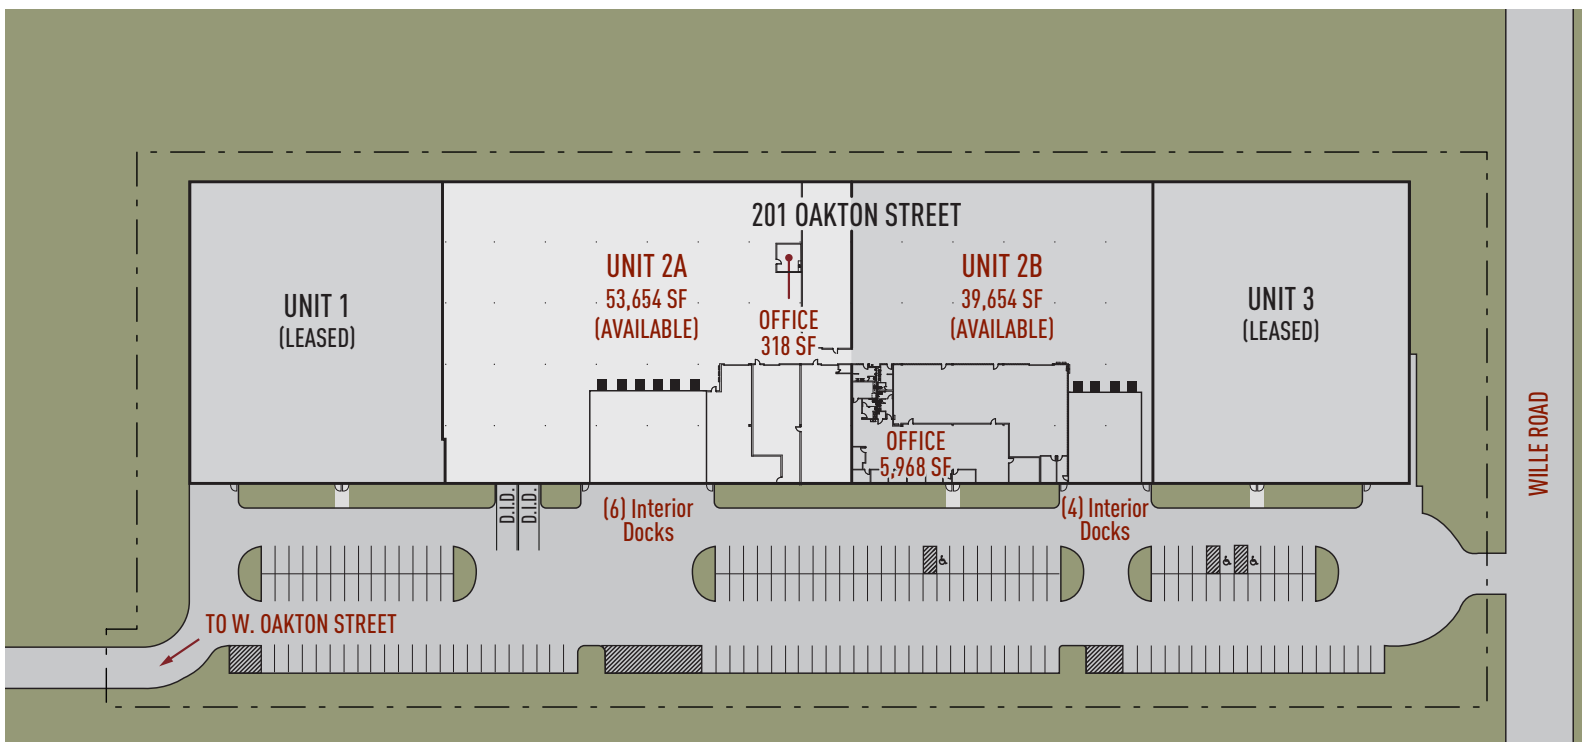 201 OAKTON STREET
UNIT 1
(LEASED)
UNIT 2A
53,654 SF
(AVAILABLE)
OFFICE
318 SF
UNIT 2B
39,654 SF
(AVAILABLE)
UNIT 3
(LEASED)
OFFICE
5,968 SF
D.I.D.
D.I.D.
(6) Interior
Docks
(4) Interior
Docks
TO W. OAKTON STREET
WILLE ROAD